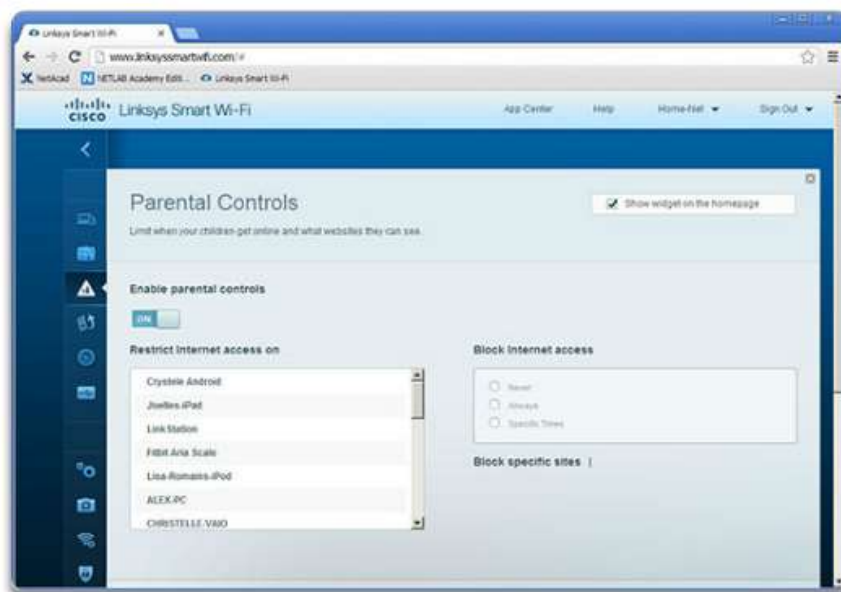 Linksys Smart Wi-Fi
www.linksyssmartwifi.com/#
NetAcad NETLAB Academy Editi... Linksys Smart Wi-Fi
CISCO Linksys Smart Wi-Fi App Center Help Home-Net Sign Out
Parental Controls
Show widget on the homepage
Limit when your children get online and what websites they can see.
Enable parental controls
ON
Restrict Internet access on Block Internet access
Crystele Android
Never
Joelles-iPad
Always
Link Station
Specific Times
Fitbit Aria Scale
Block specific sites |
Lisa-Romains-iPod
ALEX-PC
CHRISTELLE-VAIO